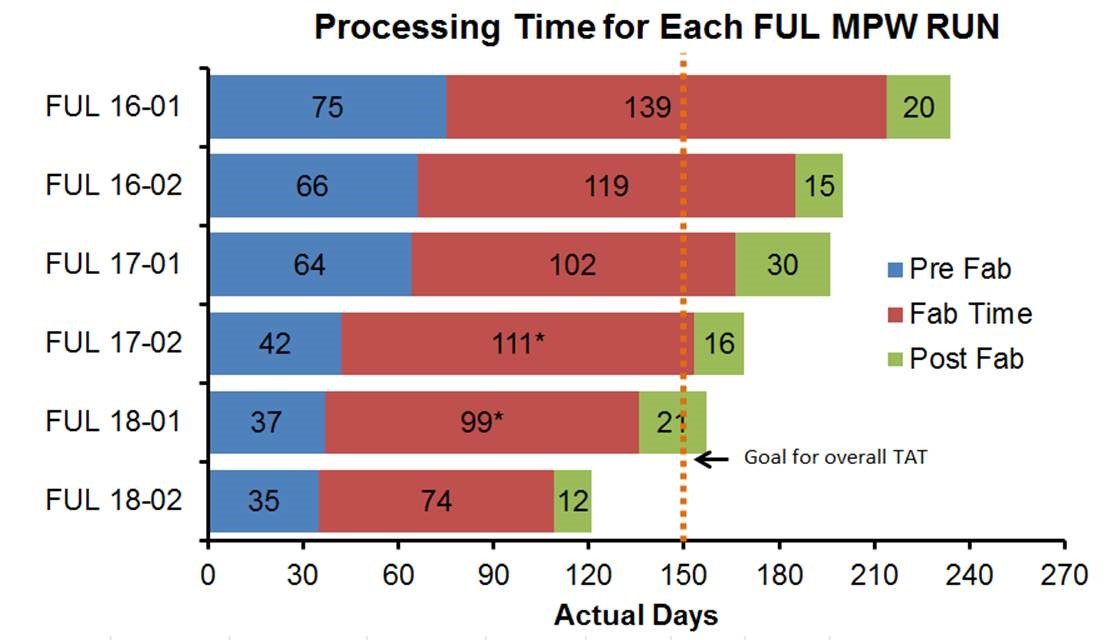 Processing Time for Each FUL MPW RUN
FUL 16-01 75 139 20
FUL 16-02 66 119 15
FUL 17-01 64 102 30
FUL 17-02 42 111* 16
FUL 18-01 37 99* 21
FUL 18-02 35 74 12
Pre Fab
Fab Time
Post Fab
Goal for overall TAT
0 30 60 90 120 150 180 210 240 270
Actual Days